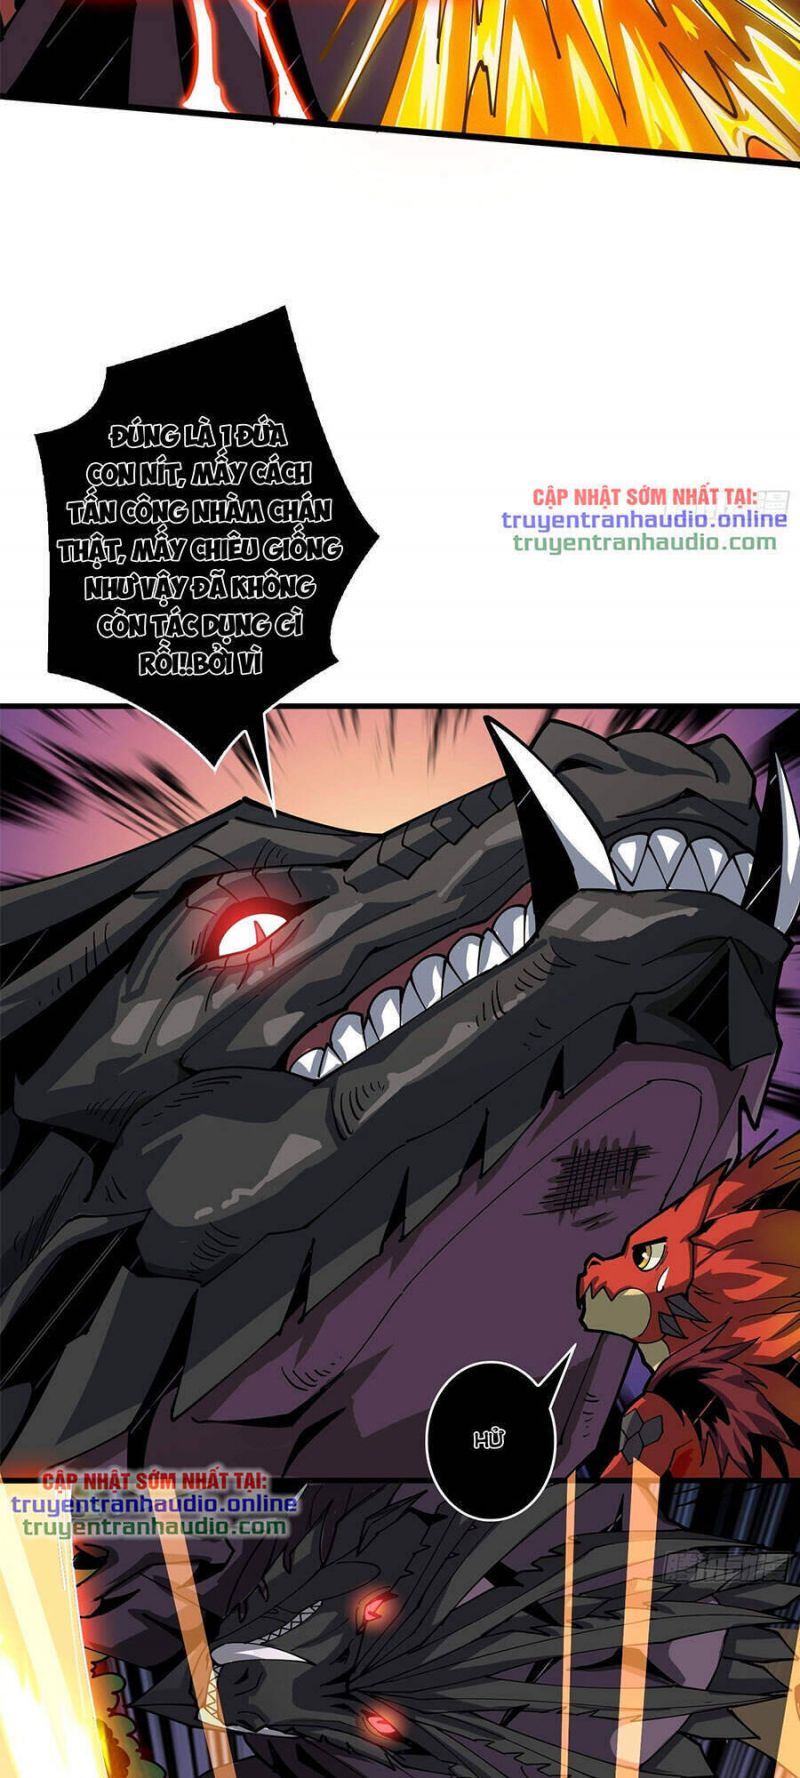 ĐÚNG LÀ 1 ĐỨA
CON NÍT, MẤY CÁCH
TẤN CÔNG NHÀM CHÁN
THẬT, MẤY CHIÊU GIỐNG
NHƯ VẬY ĐÃ KHÔNG
CÒN TÁC DỤNG GÌ
RỒI!!..BỞI VÌ
CẬP NHẬT SỚM NHẤT TẠI:
truyentranhaudio.online
truyentranhaudio.com
HỬ
CẬP NHẬT SỚM NHẤT TẠI:
truyentranhaudio.online
truyentranhaudio.com